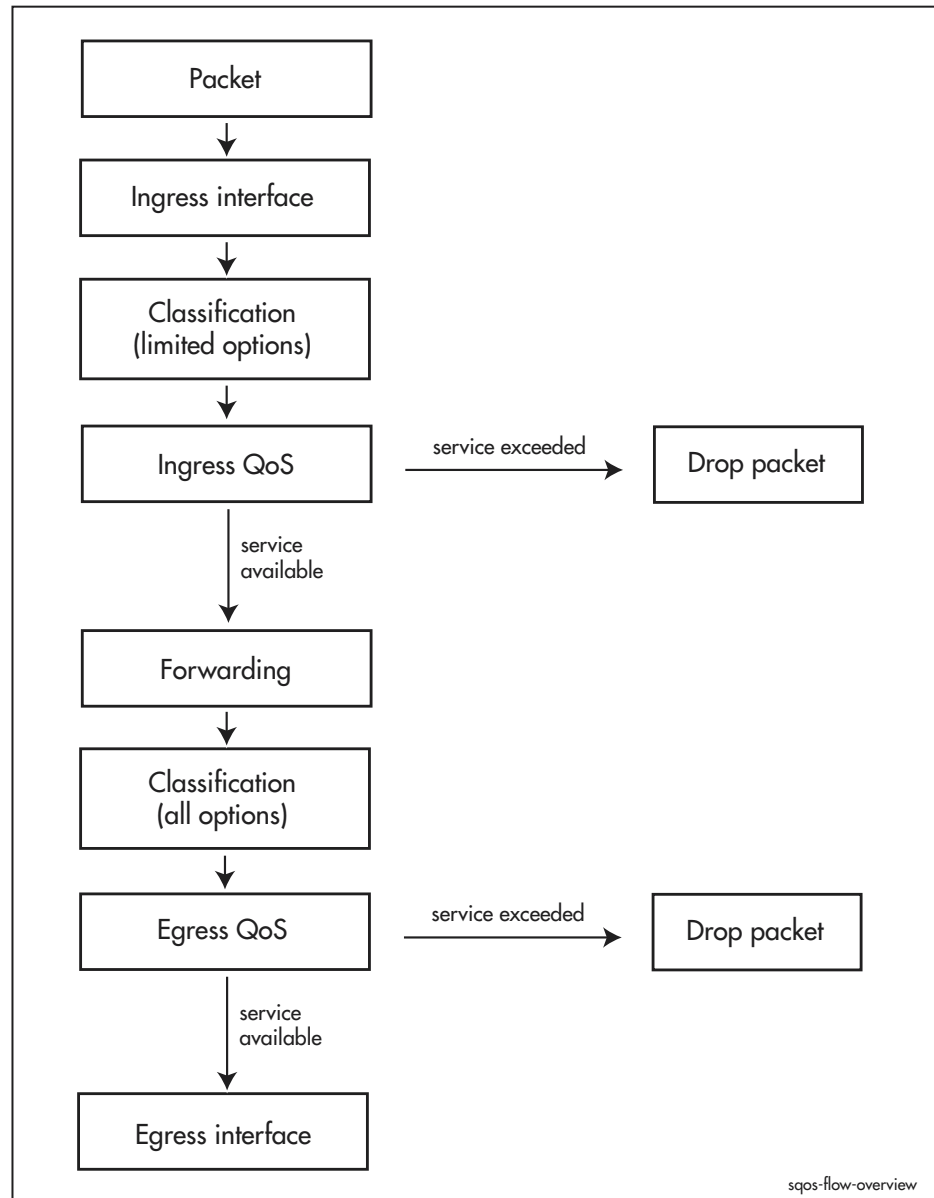 Packet
Ingress interface
Classification
(limited options)
Ingress QoS
service exceeded
Drop packet
service
available
Forwarding
Classification
(all options)
Egress QoS
service exceeded
Drop packet
service
available
Egress interface
sqos-flow-overview